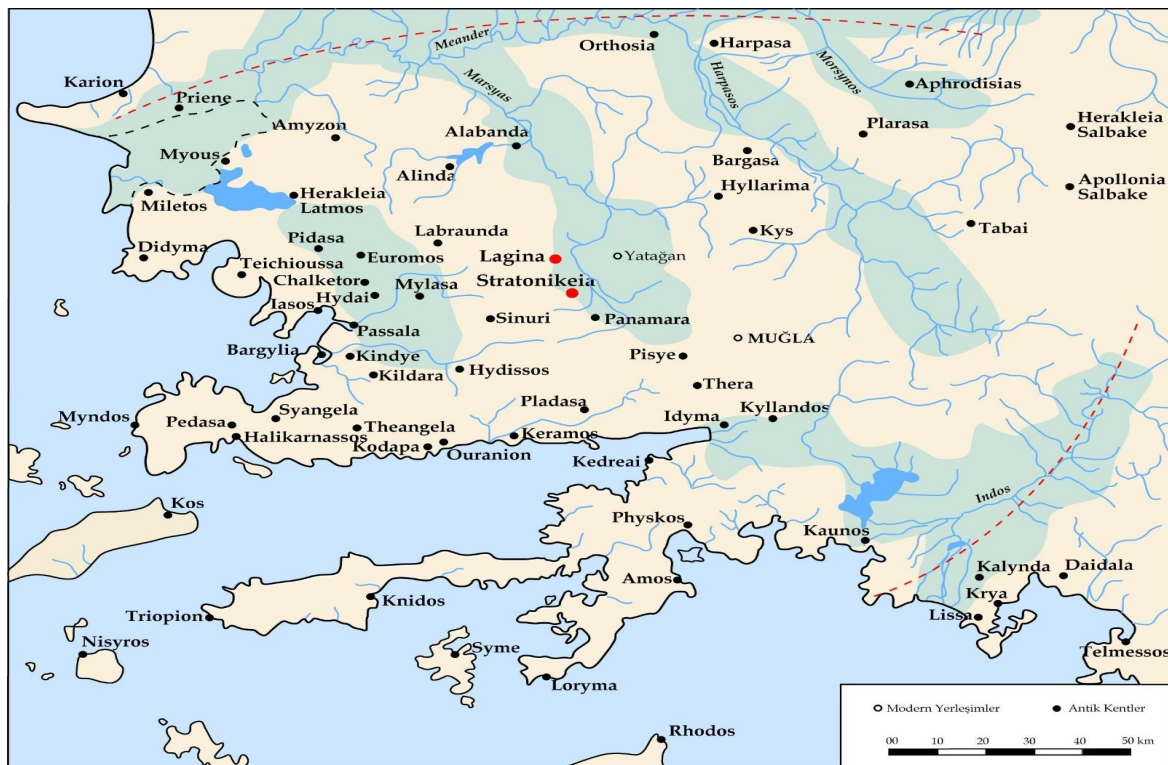 Orthosia
Harpasa
Meander
Karion
Priene
Marsyas
Harpasos
Morsynos
Aphrodisias
Amyzon
Alabanda
Plarasa
Herakleia
Salbake
Myous
Alinda
Bargasa
Miletos
Herakleia
Latmos
Hyllarima
Apollonia
Salbake
Didyma
Pidasa
Labraunda
Kys
Tabai
Teichioussa
Euromos
Lagina
Yatağan
Chalketor
Stratonikeia
Iasos
Hydai
Mylasa
Passala
Sinuri
Panamara
MUĞLA
Bargylia
Kindye
Pisye
Kildara
Hydissos
Thera
Myndos
Pedasa
Syangela
Pladasa
Idyma
Kyllandos
Halikarnassos
Theangela
Kodapa
Ouranion
Keramos
Kedreai
Kos
Physkos
Kaunos
Indos
Amos
Kalynda
Daidala
Triopion
Knidos
Krya
Lissa
Nisyros
Syme
Telmessos
Loryma
Rhodos
Modern Yerleşimler
Antik Kentler
00 10 20 30 40 50 km